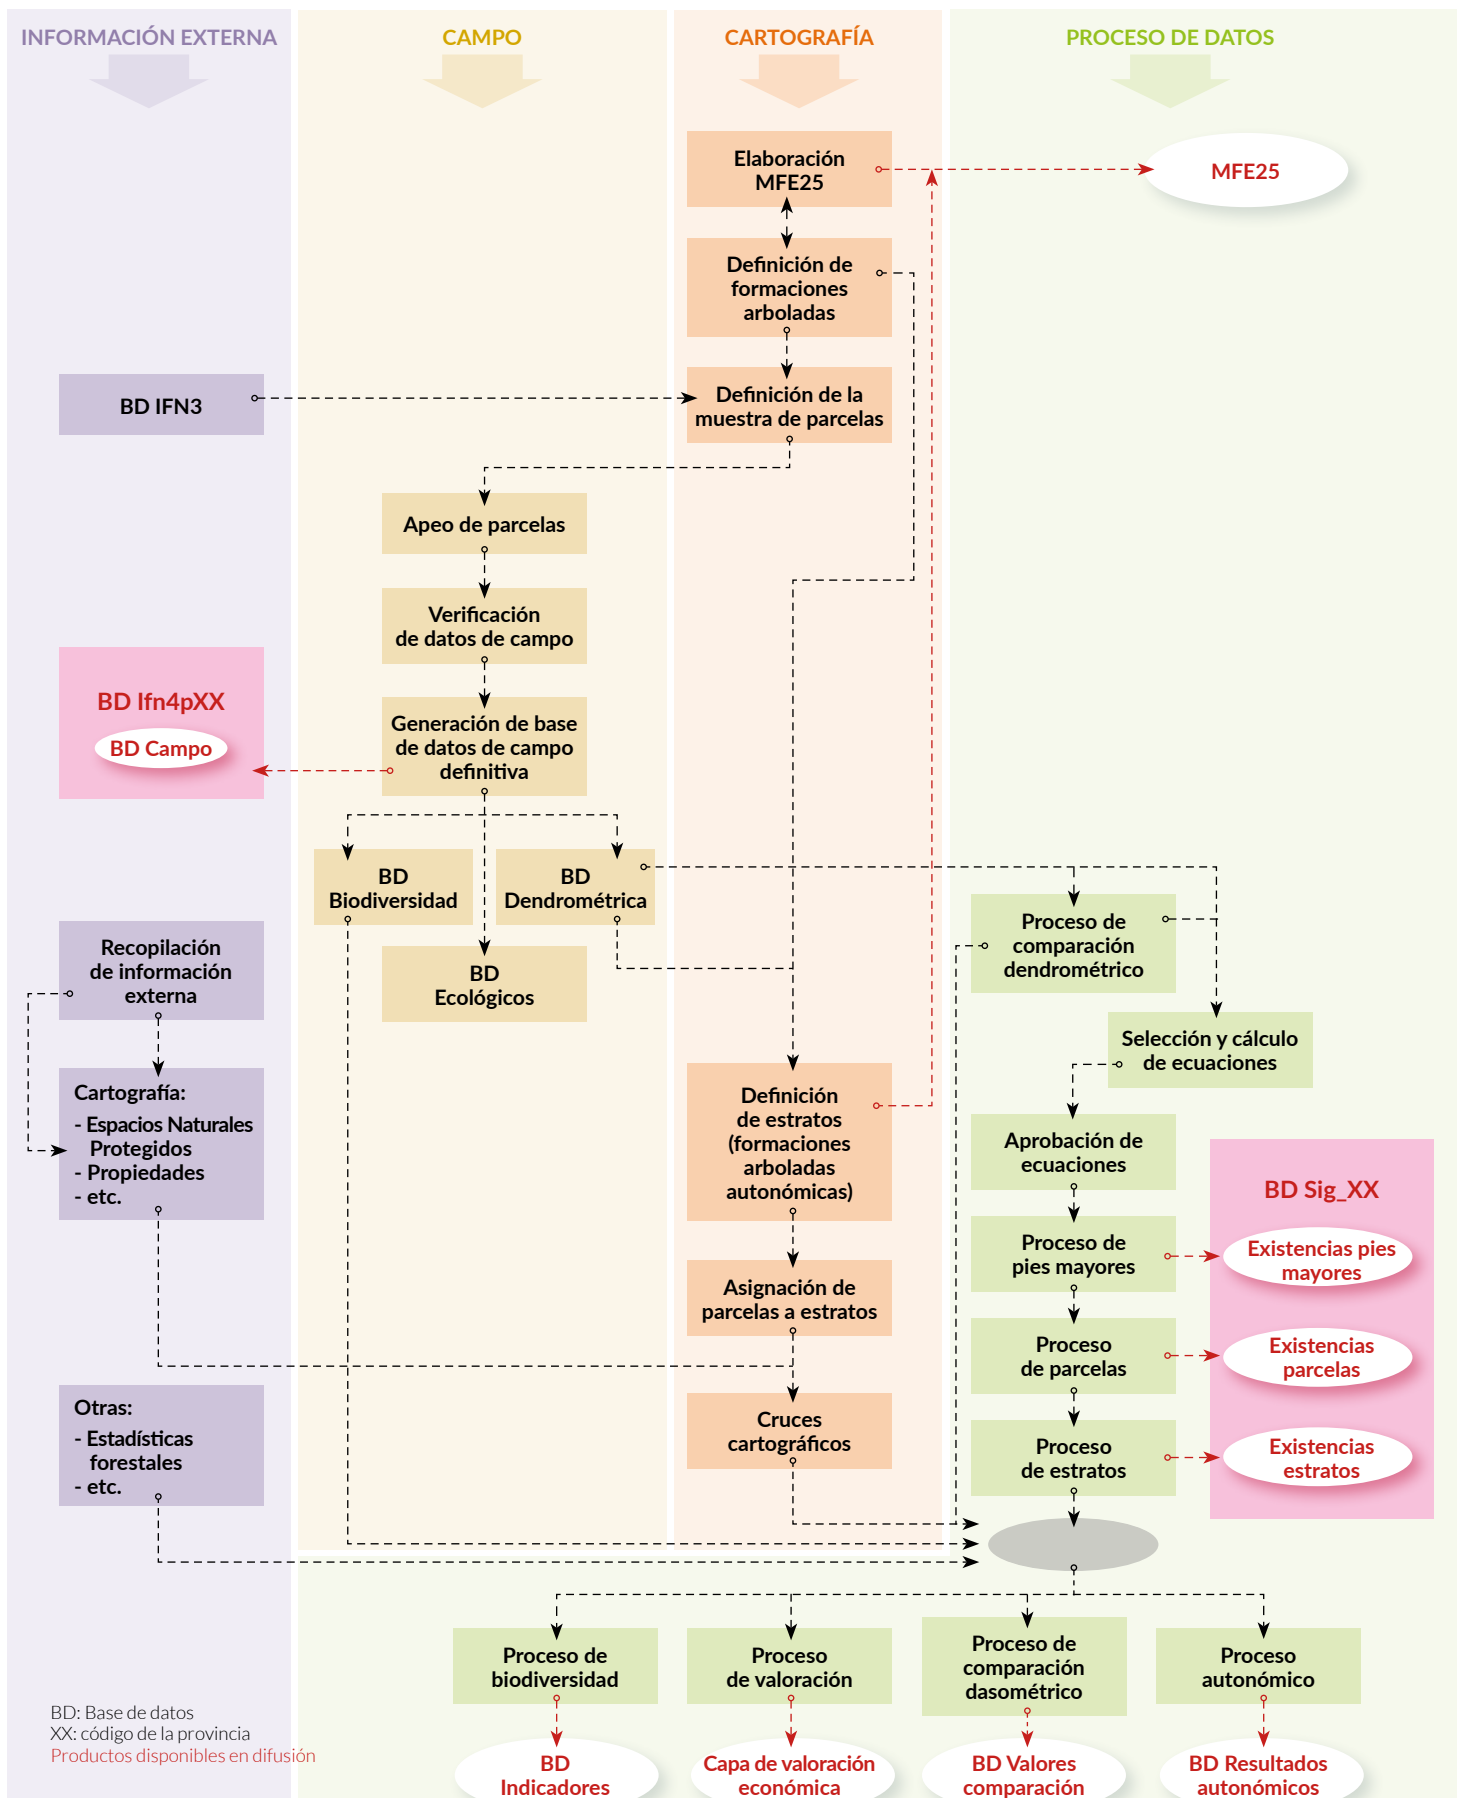 INFORMACIÓN EXTERNA
CAMPO
CARTOGRAFÍA
PROCESO DE DATOS
Elaboración
MFE25
MFE25
Definición de
formaciones
arboladas
BD IFN3
Definición de la
muestra de parcelas
Apeo de parcelas
Verificación
de datos de campo
BD Ifn4pXX
BD Campo
Generación de base
de datos de campo
definitiva
BD
Biodiversidad
BD
Dendrométrica
BD
Ecológicos
Proceso de
comparación
dendrométrico
Recopilación
de información
externa
Selección y cálculo
de ecuaciones
Cartografía:
- Espacios Naturales
Protegidos
- Propiedades
- etc.
Definición
de estratos
(formaciones
arboladas
autonómicas)
Aprobación de
ecuaciones
BD Sig_XX
Proceso de
pies mayores
Existencias pies
mayores
Asignación de
parcelas a estratos
Proceso
de parcelas
Existencias
parcelas
Otras:
- Estadísticas
forestales
- etc.
Cruces
cartográficos
Proceso
de estratos
Existencias
estratos
Proceso de
biodiversidad
Proceso
de valoración
Proceso de
comparación
dasométrico
Proceso
autonómico
BD: Base de datos
XX: código de la provincia
Productos disponibles en difusión
BD
Indicadores
Capa de valoración
económica
BD Valores
comparación
BD Resultados
autonómicos